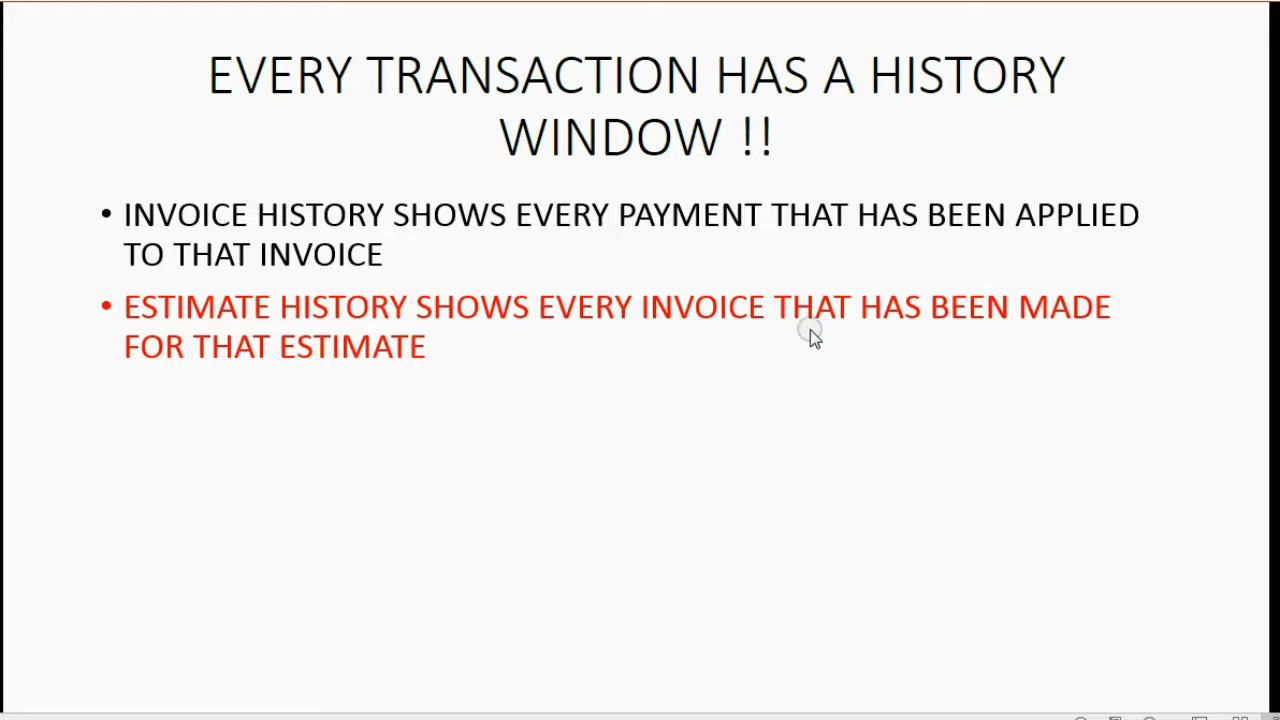 EVERY TRANSACTION HAS A HISTORY
WINDOW !!
• INVOICE HISTORY SHOWS EVERY PAYMENT THAT HAS BEEN APPLIED
TO THAT INVOICE
• ESTIMATE HISTORY SHOWS EVERY INVOICE THAT HAS BEEN MADE
FOR THAT ESTIMATE